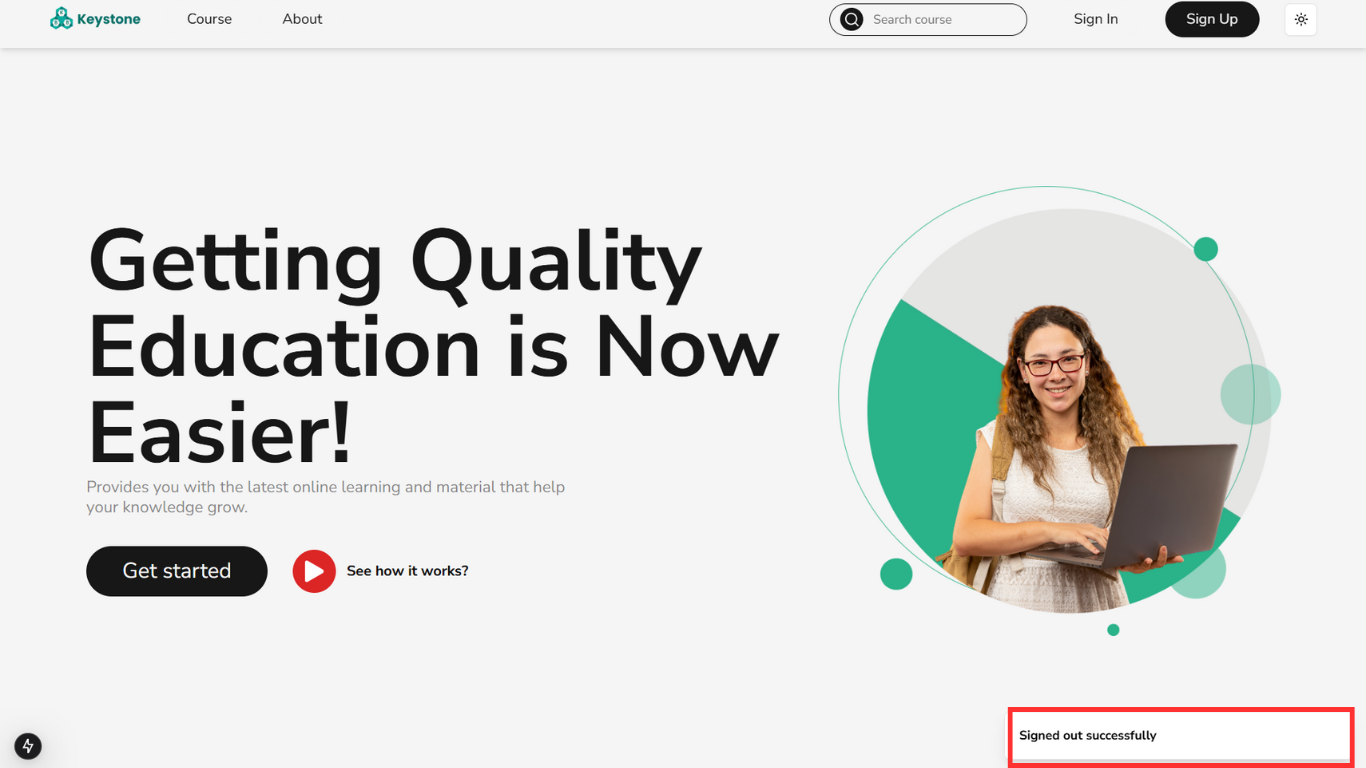 Keystone
Course
About
Search course
Sign In
Sign Up
Getting Quality
Education is Now
Easier!
Provides you with the latest online learning and material that help
your knowledge grow.
Get started
See how it works?
Signed out successfully